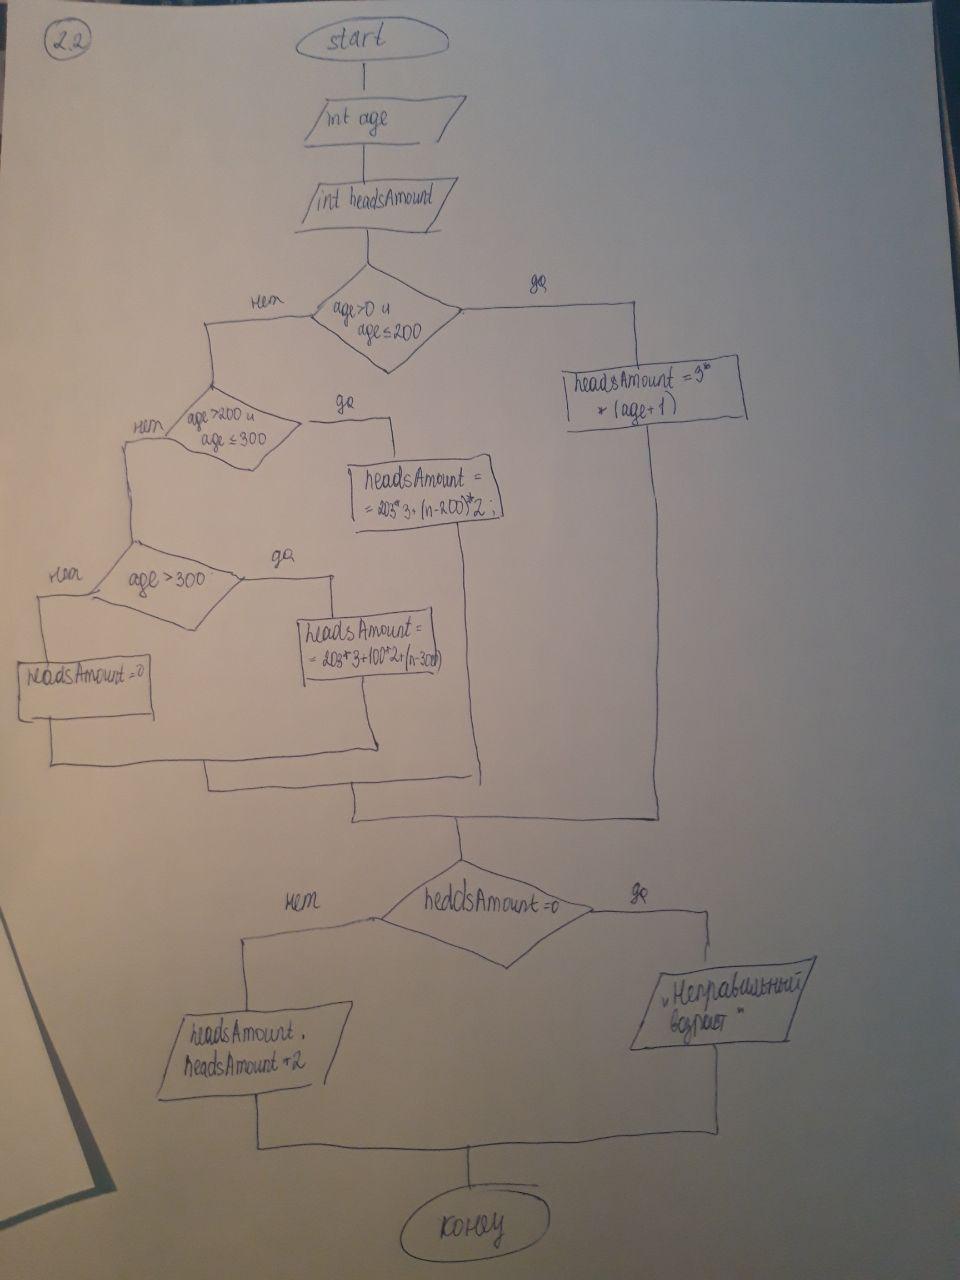 2.2
start
int age
int headsAmount
нет
да
age>0 и
age≤200
headsAmount = 3*
*(age+1)
нет
age>200 и
age≤300
да
headsAmount =
= 203*3+(n-200)*2;
нет
age>300
да
headsAmount=0
headsAmount=
= 203*3+100*2+(n-300)
нет
headsAmount=0
да
headsAmount,
headsAmount*2
„Неправильный
возраст"
конец